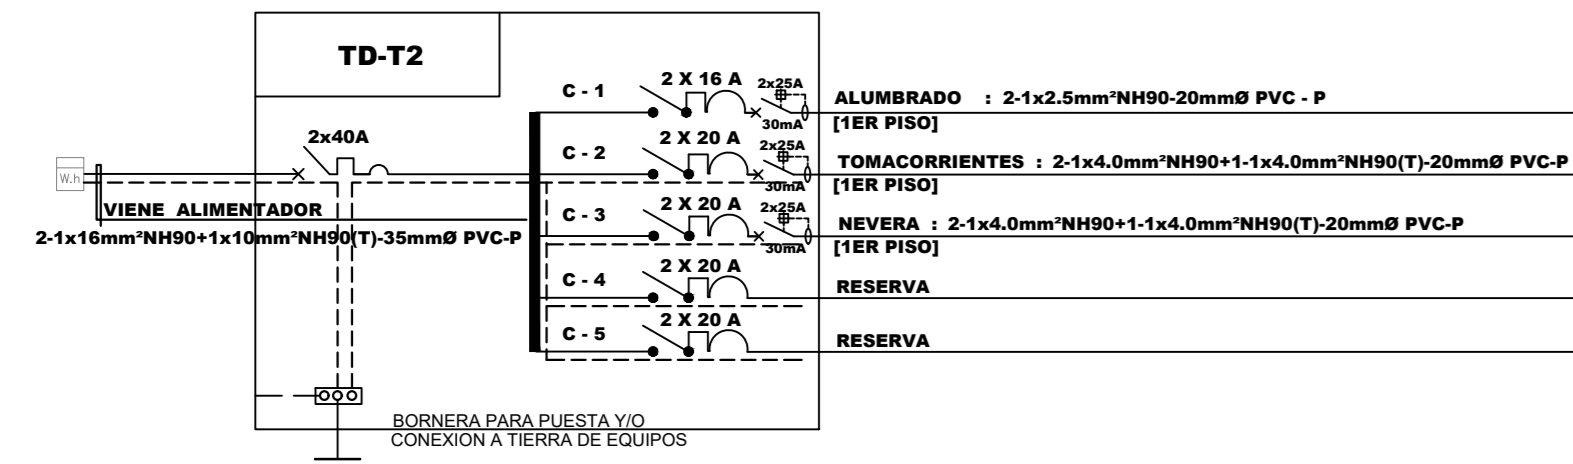 TD-T2
C - 1
2 X 16 A
2x25A
30mA
ALUMBRADO : 2-1x2.5mm²NH90-20mmØ PVC - P
[1ER PISO]
2x40A
C - 2
2 X 20 A
2x25A
30mA
TOMACORRIENTES : 2-1x4.0mm²NH90+1-1x4.0mm²NH90(T)-20mmØ PVC-P
[1ER PISO]
W.h
VIENE ALIMENTADOR
2-1x16mm²NH90+1x10mm²NH90(T)-35mmØ PVC-P
C - 3
2 X 20 A
2x25A
30mA
NEVERA : 2-1x4.0mm²NH90+1-1x4.0mm²NH90(T)-20mmØ PVC-P
[1ER PISO]
C - 4
2 X 20 A
RESERVA
C - 5
2 X 20 A
RESERVA
BORNERA PARA PUESTA Y/O
CONEXION A TIERRA DE EQUIPOS